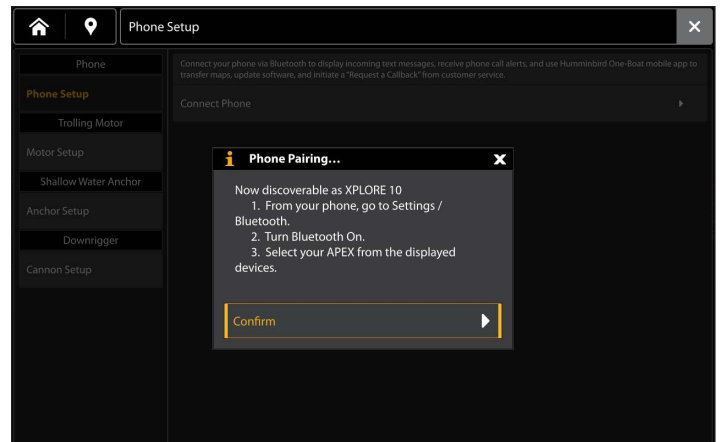 Phone Setup
Phone
Phone Setup
Trolling Motor
Motor Setup
Shallow Water Anchor
Anchor Setup
Downrigger
Cannon Setup
Connect your phone via Bluetooth to display incoming text messages, receive phone call alerts, and use Humminbird One-Boat mobile app to
transfer maps, update software, and initiate a "Request a Callback" from customer service.
Connect Phone
i Phone Pairing... X
Now discoverable as XPLORE 10
1. From your phone, go to Settings /
Bluetooth.
2. Turn Bluetooth On.
3. Select your APEX from the displayed
devices.
Confirm